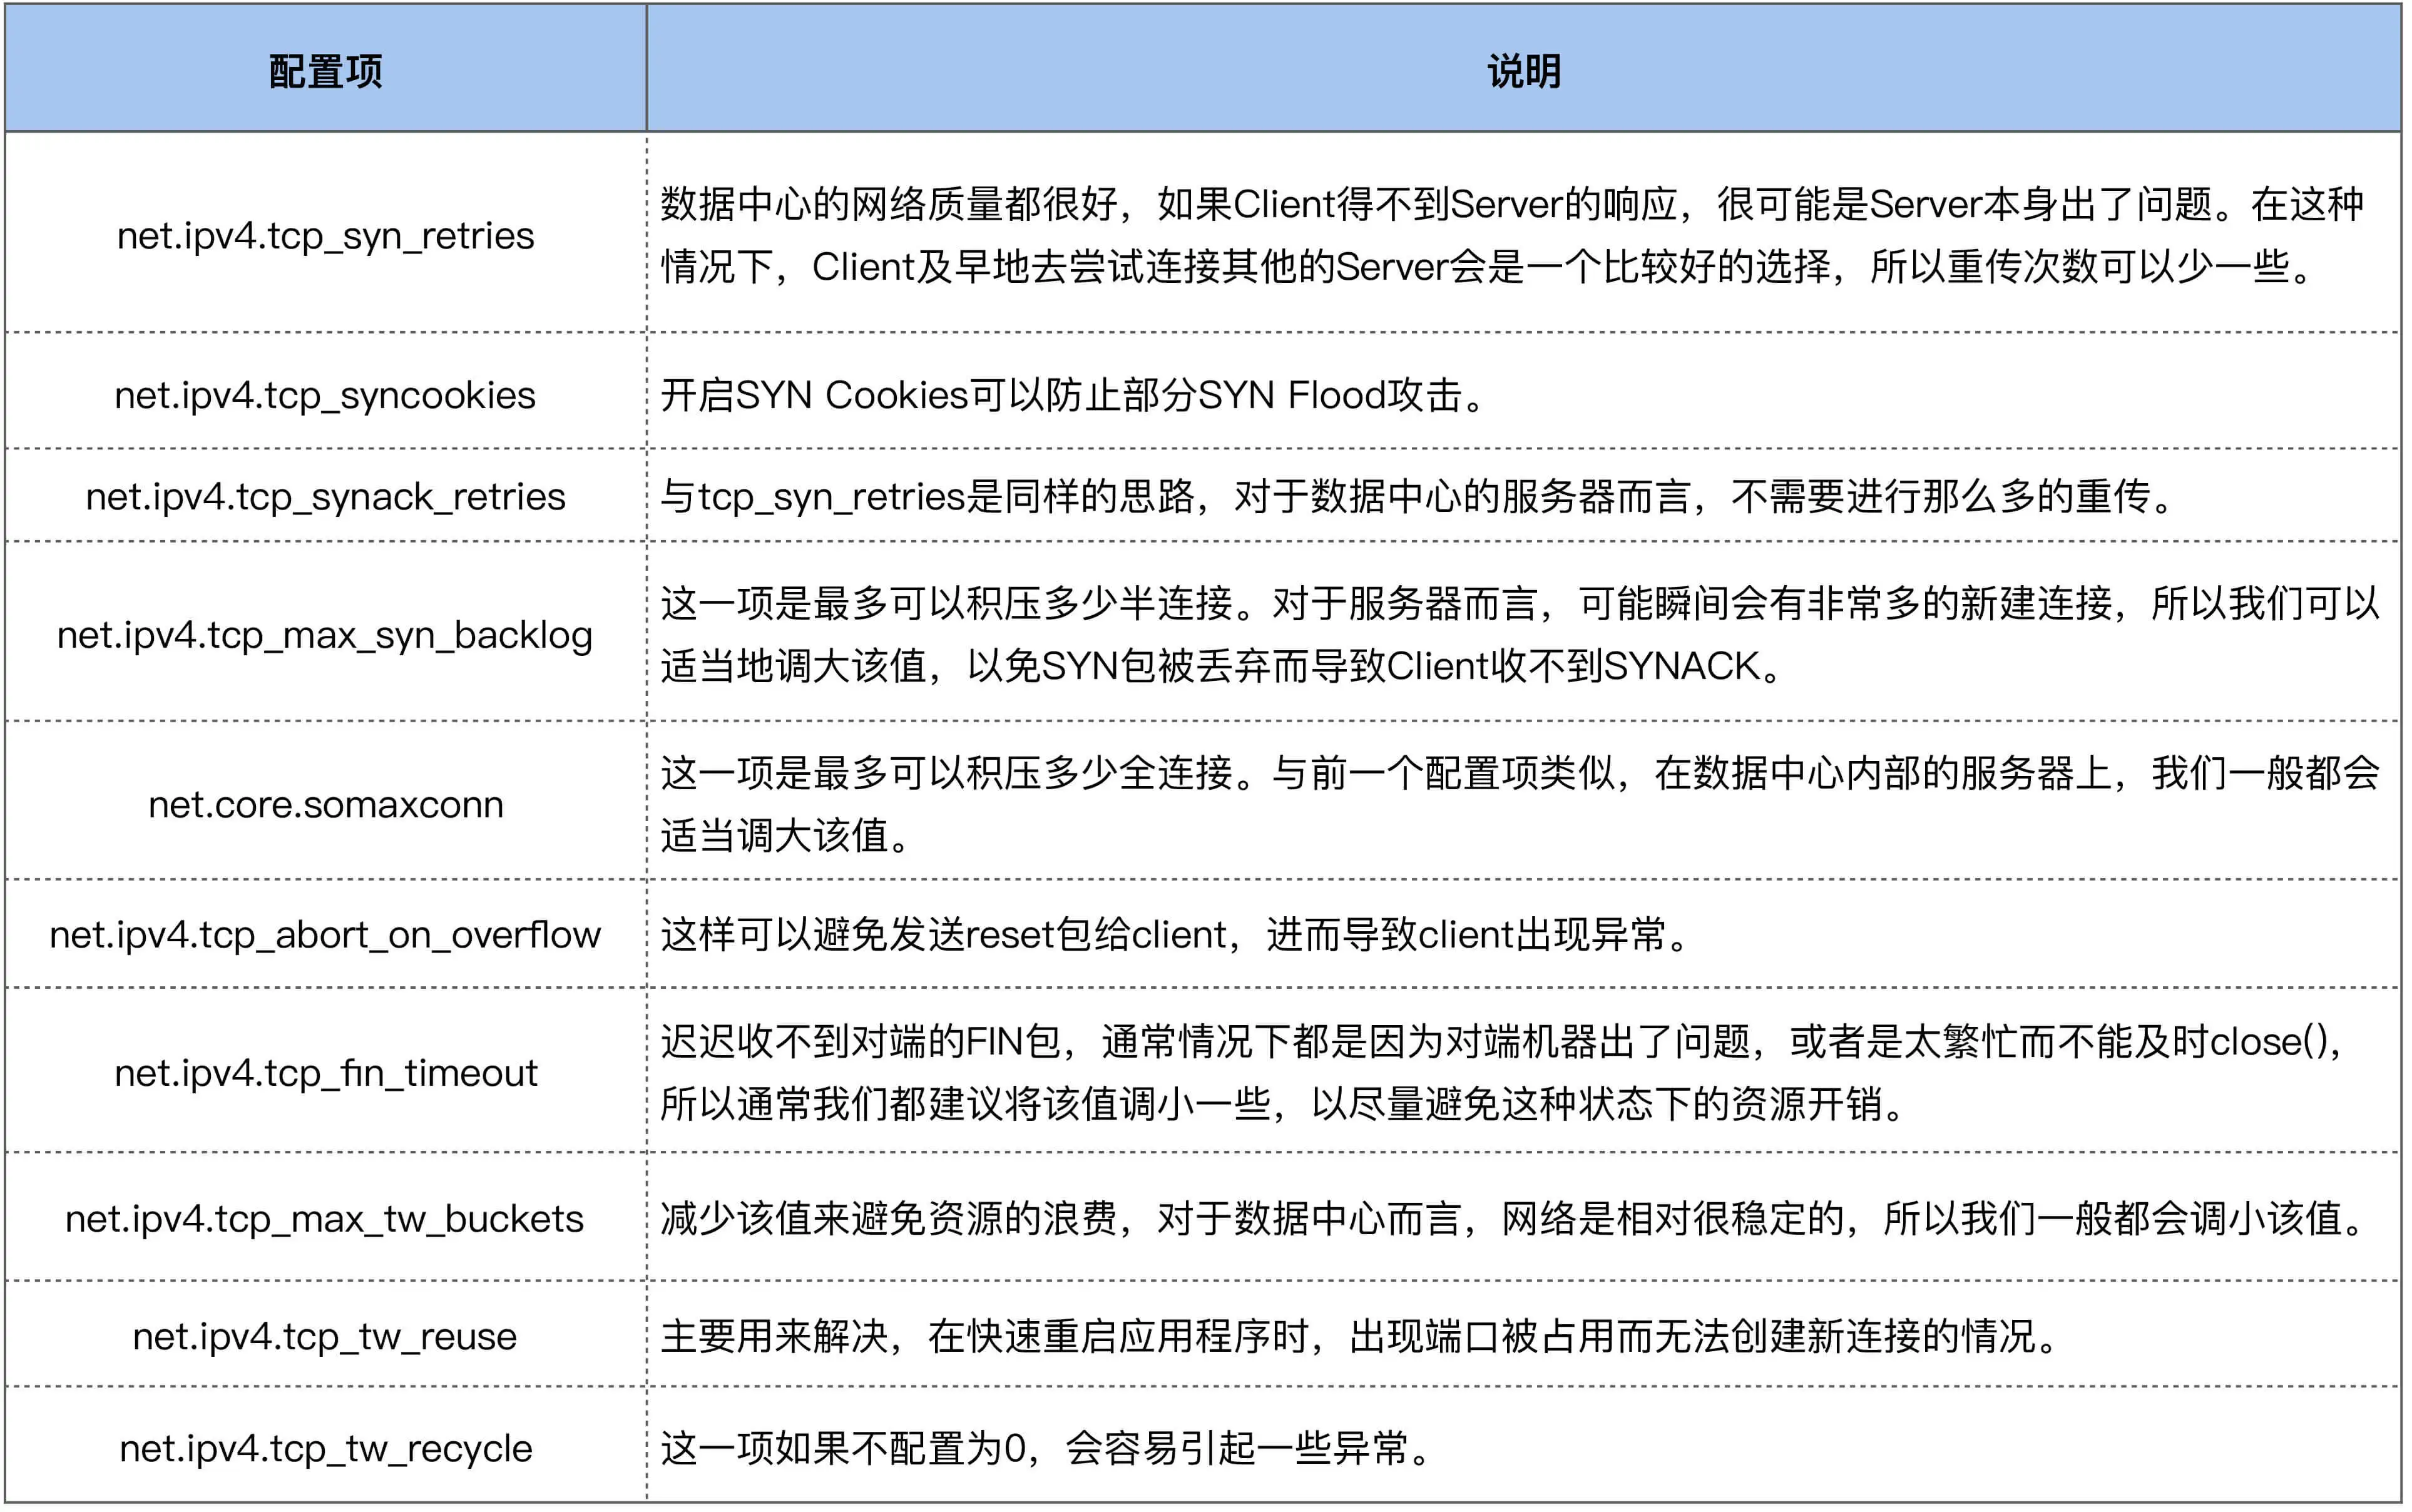 配置项
说明
net.ipv4.tcp_syn_retries
数据中心的网络质量都很好，如果Client得不到Server的响应，很可能是Server本身出了问题。在这种
情况下，Client及早地去尝试连接其他的Server会是一个比较好的选择，所以重传次数可以少一些。
net.ipv4.tcp_syncookies
开启SYN Cookies可以防止部分SYN Flood攻击。
net.ipv4.tcp_synack_retries
与tcp_syn_retries是同样的思路，对于数据中心的服务器而言，不需要进行那么多的重传。
net.ipv4.tcp_max_syn_backlog
这一项是最多可以积压多少半连接。对于服务器而言，可能瞬间会有非常多的新建连接，所以我们可以
适当地调大该值，以免SYN包被丢弃而导致Client收不到SYNACK。
net.core.somaxconn
这一项是最多可以积压多少全连接。与前一个配置项类似，在数据中心内部的服务器上，我们一般都会
适当调大该值。
net.ipv4.tcp_abort_on_overflow
这样可以避免发送reset包给client，进而导致client出现异常。
net.ipv4.tcp_fin_timeout
迟迟收不到对端的FIN包，通常情况下都是因为对端机器出了问题，或者是太繁忙而不能及时close()，
所以通常我们都建议将该值调小一些，以尽量避免这种状态下的资源开销。
net.ipv4.tcp_max_tw_buckets
减少该值来避免资源的浪费，对于数据中心而言，网络是相对很稳定的，所以我们一般都会调小该值。
net.ipv4.tcp_tw_reuse
主要用来解决，在快速重启应用程序时，出现端口被占用而无法创建新连接的情况。
net.ipv4.tcp_tw_recycle
这一项如果不配置为0，会容易引起一些异常。